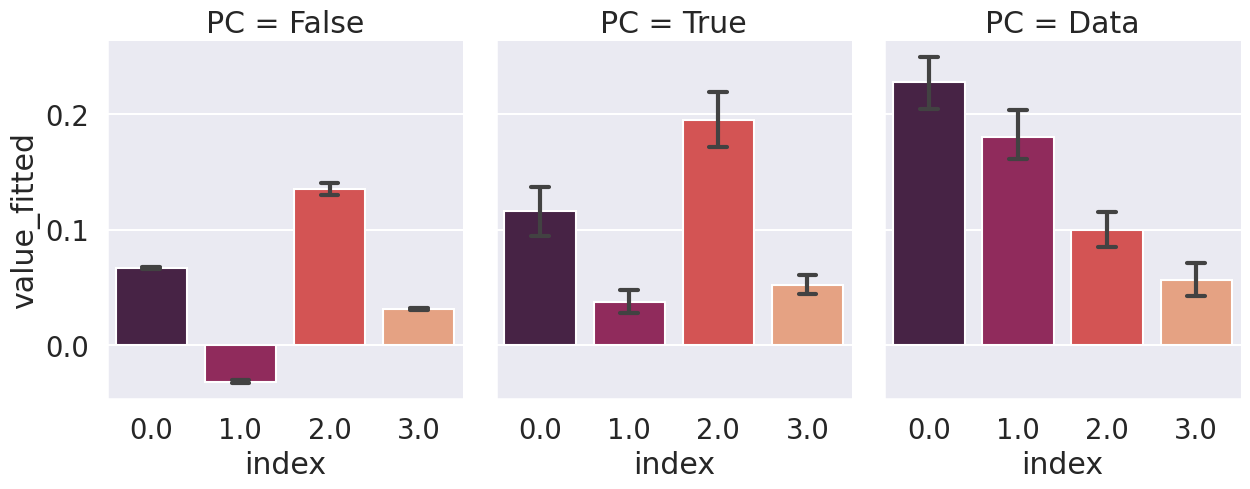 PC = False
PC = True
PC = Data
value_fitted
0.2
0.1
0.0
0.0 1.0 2.0 3.0
0.0 1.0 2.0 3.0
0.0 1.0 2.0 3.0
index
index
index